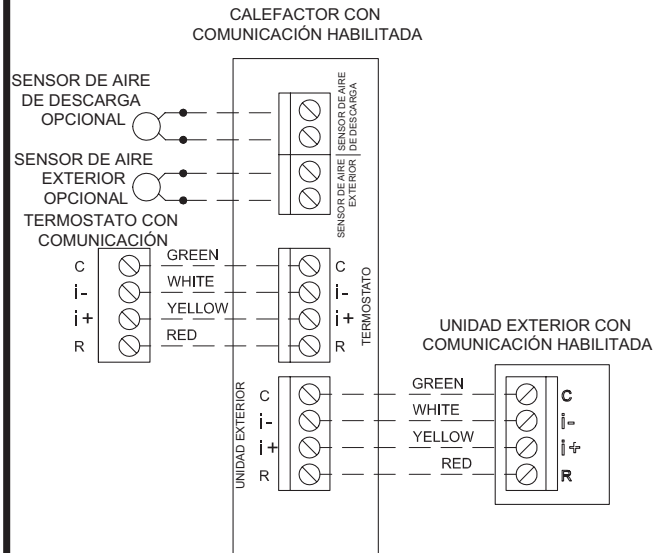 CALEFACTOR CON
COMUNICACIÓN HABILITADA
SENSOR DE AIRE
DE DESCARGA
OPCIONAL
SENSOR DE AIRE
DE DESCARGA
SENSOR DE AIRE
EXTERIOR
OPCIONAL
SENSOR DE AIRE
EXTERIOR
TERMOSTATO CON
COMUNICACIÓN
C GREEN C
i- WHITE i-
i+ YELLOW i+
R RED R
TERMOSTATO
UNIDAD EXTERIOR CON
COMUNICACIÓN HABILITADA
UNIDAD EXTERIOR
C GREEN C
i- WHITE i-
i+ YELLOW i+
R RED R